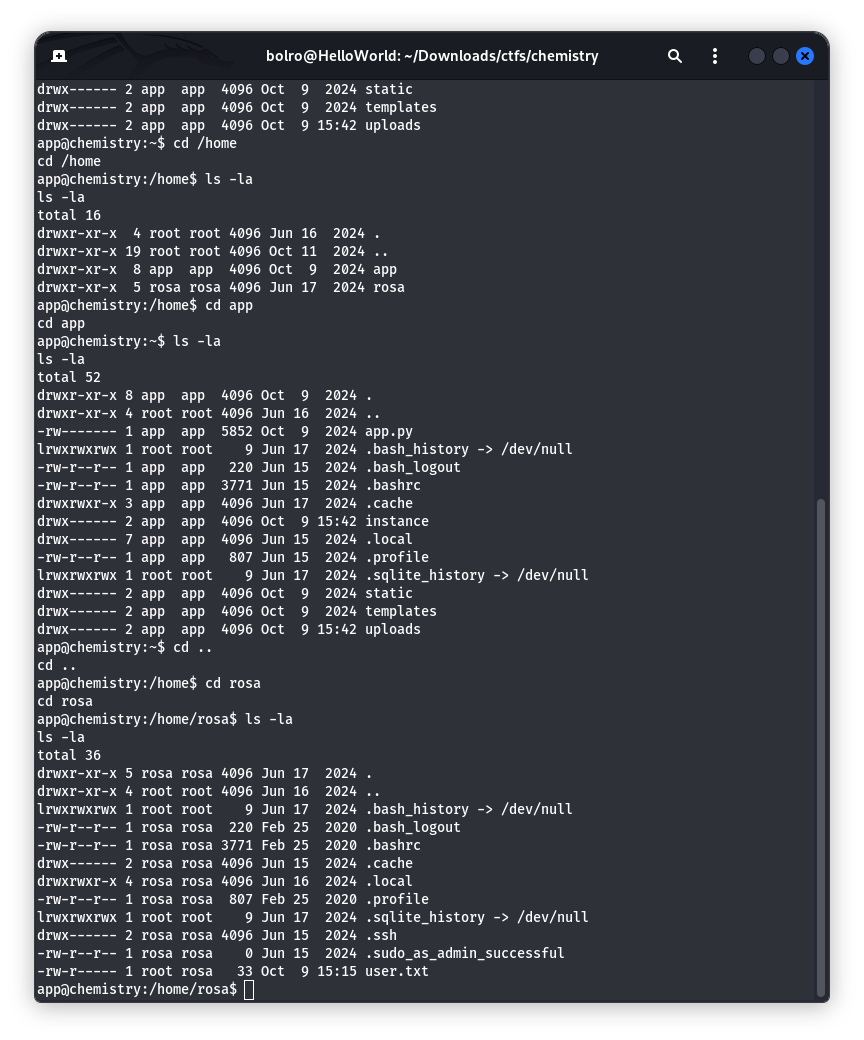 bolro@HelloWorld: ~/Downloads/ctfs/chemistry
drwx------ 2 app  app  4096 Oct  9  2024 static
drwx------ 2 app  app  4096 Oct  9  2024 templates
drwx------ 2 app  app  4096 Oct  9 15:42 uploads
app@chemistry:~$ cd /home
cd /home
app@chemistry:/home$ ls -la
ls -la
total 16
drwxr-xr-x  4 root root 4096 Jun 16  2024 .
drwxr-xr-x 19 root root 4096 Oct 11  2024 ..
drwxr-xr-x  8 app  app  4096 Oct  9  2024 app
drwxr-xr-x  5 rosa rosa 4096 Jun 17  2024 rosa
app@chemistry:/home$ cd app
cd app
app@chemistry:~$ ls -la
ls -la
total 52
drwxr-xr-x 8 app  app  4096 Oct  9  2024 .
drwxr-xr-x 4 root root 4096 Jun 16  2024 ..
-rw------- 1 app  app  5852 Oct  9  2024 app.py
lrwxrwxrwx 1 root root    9 Jun 17  2024 .bash_history -> /dev/null
-rw-r--r-- 1 app  app   220 Jun 15  2024 .bash_logout
-rw-r--r-- 1 app  app  3771 Jun 15  2024 .bashrc
drwxrwxr-x 3 app  app  4096 Jun 17  2024 .cache
drwx------ 2 app  app  4096 Oct  9 15:42 instance
drwx------ 7 app  app  4096 Jun 15  2024 .local
-rw-r--r-- 1 app  app   807 Jun 15  2024 .profile
lrwxrwxrwx 1 root root    9 Jun 17  2024 .sqlite_history -> /dev/null
drwx------ 2 app  app  4096 Oct  9  2024 static
drwx------ 2 app  app  4096 Oct  9  2024 templates
drwx------ 2 app  app  4096 Oct  9 15:42 uploads
app@chemistry:~$ cd ..
cd ..
app@chemistry:/home$ cd rosa
cd rosa
app@chemistry:/home/rosa$ ls -la
ls -la
total 36
drwxr-xr-x 5 rosa rosa 4096 Jun 17  2024 .
drwxr-xr-x 4 root root 4096 Jun 16  2024 ..
lrwxrwxrwx 1 root root    9 Jun 17  2024 .bash_history -> /dev/null
-rw-r--r-- 1 rosa rosa  220 Feb 25  2020 .bash_logout
-rw-r--r-- 1 rosa rosa 3771 Feb 25  2020 .bashrc
drwx------ 2 rosa rosa 4096 Jun 15  2024 .cache
drwxrwxr-x 4 rosa rosa 4096 Jun 16  2024 .local
-rw-r--r-- 1 rosa rosa  807 Feb 25  2020 .profile
lrwxrwxrwx 1 root root    9 Jun 17  2024 .sqlite_history -> /dev/null
drwx------ 2 rosa rosa 4096 Jun 15  2024 .ssh
-rw-r--r-- 1 rosa rosa    0 Jun 15  2024 .sudo_as_admin_successful
-rw-r----- 1 root rosa   33 Oct  9 15:15 user.txt
app@chemistry:/home/rosa$